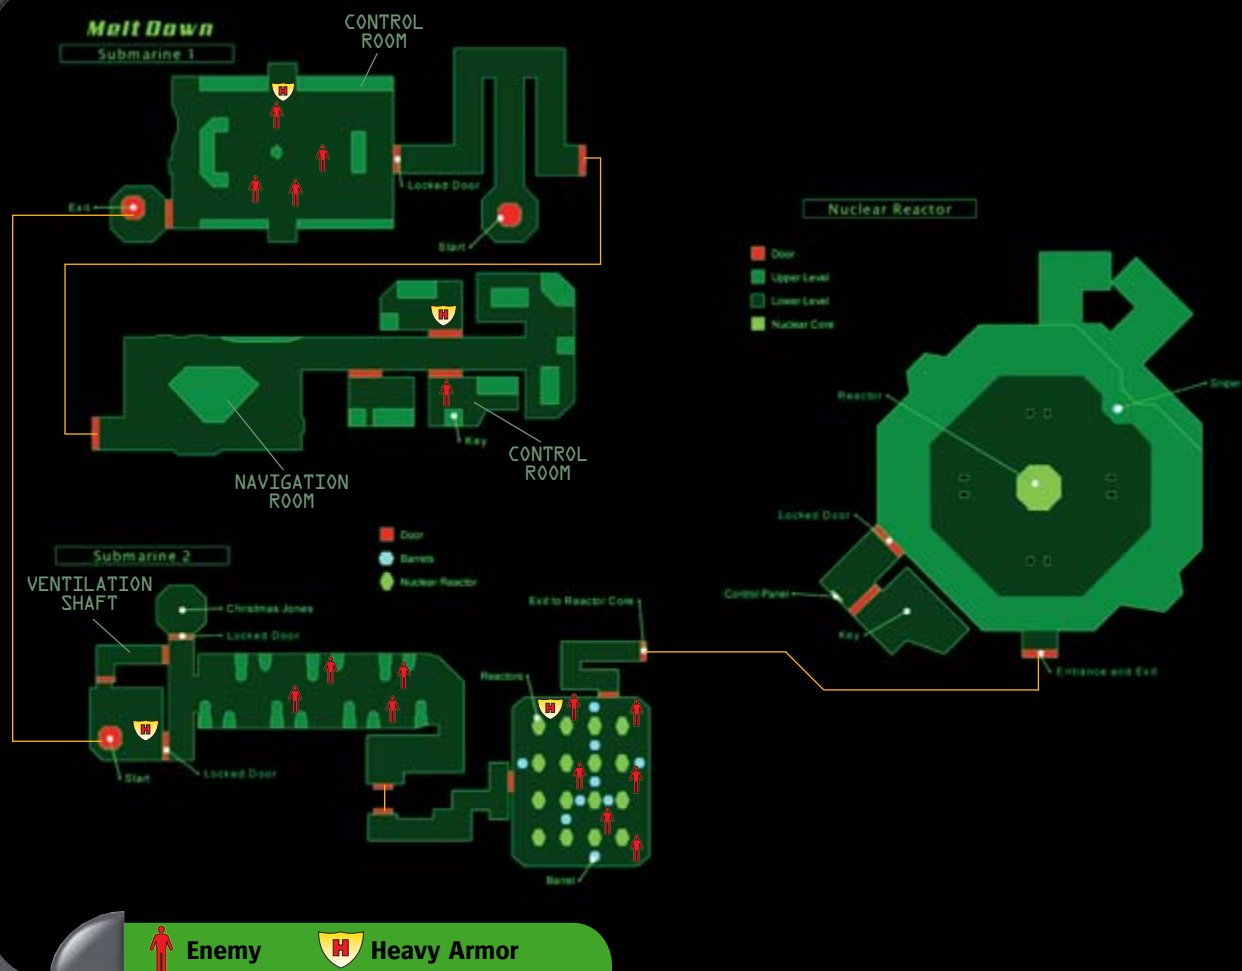 Melt Down
Submarine 1
CONTROL
ROOM
H
Locked Door
Exit
Start
H
Key
CONTROL
ROOM
NAVIGATION
ROOM
Nuclear Reactor
Door
Upper Level
Lower Level
Nuclear Core
Reactor
Sniper
Locked Door
Control Panel
Key
Entrance and Exit
Submarine 2
Door
Barrels
Nuclear Reactor
VENTILATION
SHAFT
Christmas Jones
Locked Door
H
Start
Locked Door
Exit to Reactor Core
Reactors
H
Barrel
Enemy
H Heavy Armor